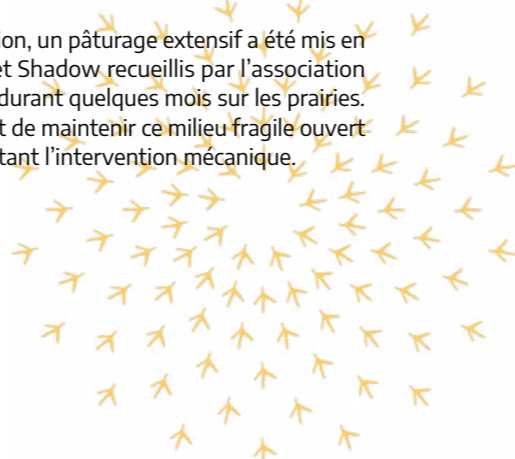 ion, un pâturage extensif a été mis en
et Shadow recueillis par l’association
durant quelques mois sur les prairies.
t de maintenir ce milieu fragile ouvert
tant l’intervention mécanique.